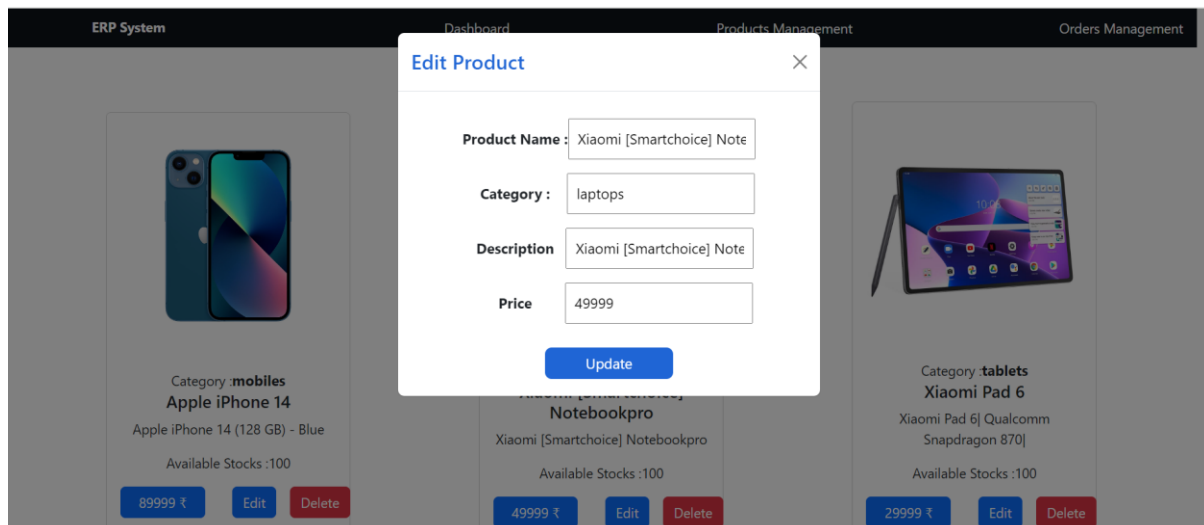 ERP System
Dashboard
Products Management
Orders Management
Edit Product
Product Name :
Xiaomi [Smartchoice] Note
Category :
laptops
Description
Xiaomi [Smartchoice] Note
Price
49999
Update
Category :mobiles
Apple iPhone 14
Apple iPhone 14 (128 GB) - Blue
Available Stocks :100
89999 ₹
Edit
Delete
Notebookpro
Xiaomi [Smartchoice] Notebookpro
Available Stocks :100
49999 ₹
Edit
Delete
Category :tablets
Xiaomi Pad 6
Xiaomi Pad 6| Qualcomm
Snapdragon 870|
Available Stocks :100
29999 ₹
Edit
Delete